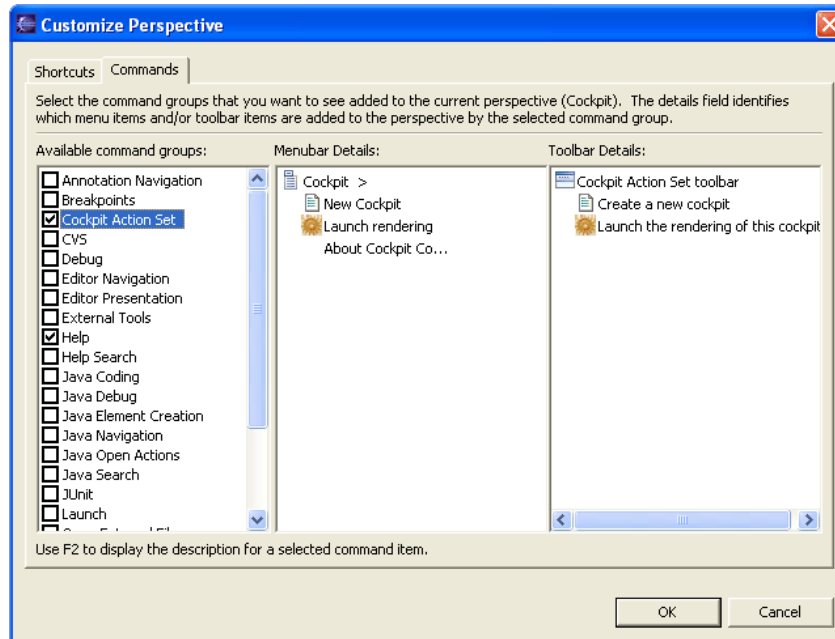 Customize Perspective
Shortcuts Commands
Select the command groups that you want to see added to the current perspective (Cockpit). The details field identifies
which menu items and/or toolbar items are added to the perspective by the selected command group.
Available command groups:
Annotation Navigation
Breakpoints
Cockpit Action Set
CVS
Debug
Editor Navigation
Editor Presentation
External Tools
Help
Help Search
Java Coding
Java Debug
Java Element Creation
Java Navigation
Java Open Actions
Java Search
JUnit
Launch
Menubar Details:
Cockpit >
New Cockpit
Launch rendering
About Cockpit Co...
Toolbar Details:
Cockpit Action Set toolbar
Create a new cockpit
Launch the rendering of this cockpit
Use F2 to display the description for a selected command item.
OK Cancel